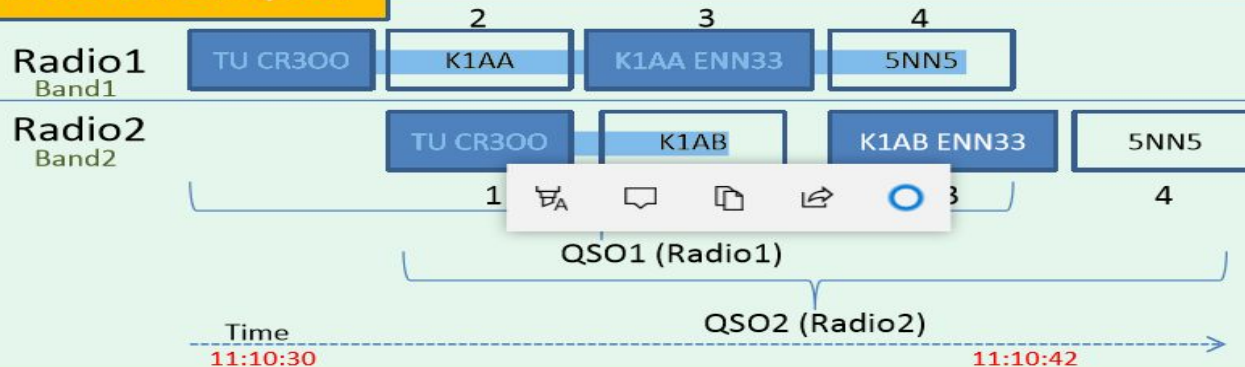 2 3 4
Radio1 TU CR3OO K1AA K1AA ENN33 5NN5
Band1
Radio2 TU CR3OO K1AB K1AB ENN33 5NN5
Band2
1 3 4
QSO1 (Radio1)
QSO2 (Radio2)
Time
11:10:30 11:10:42